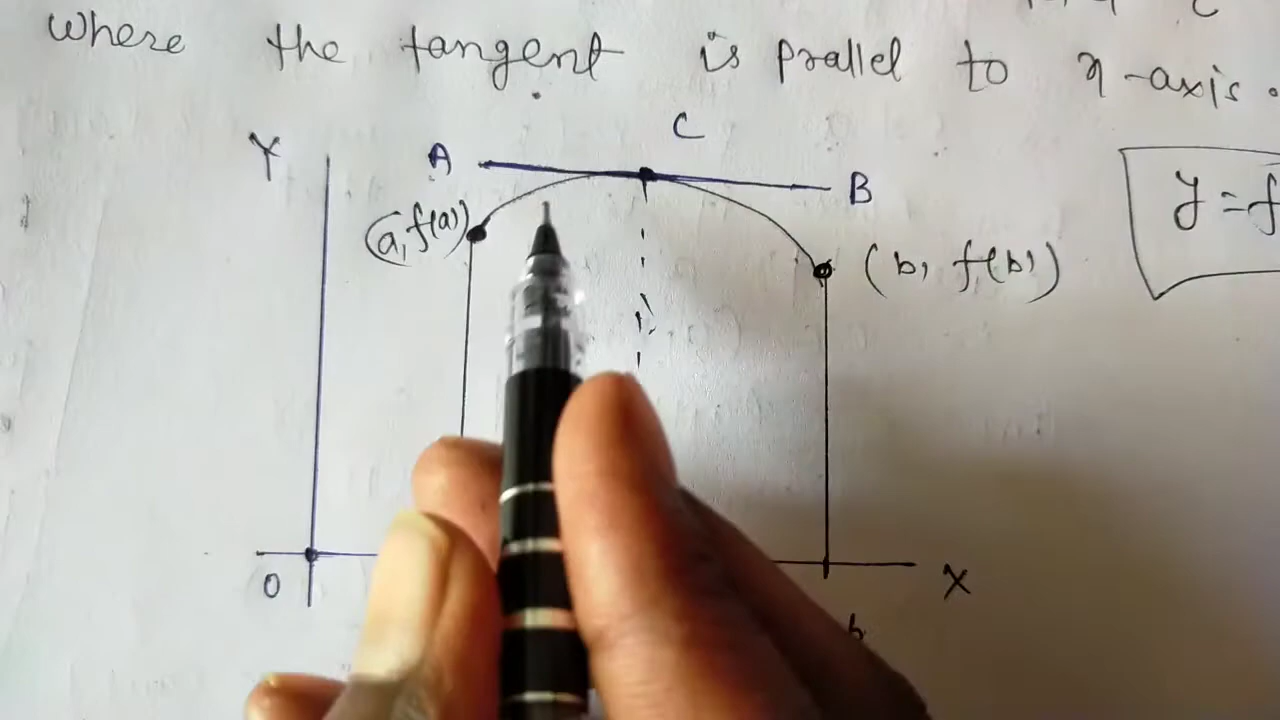 where the tangent is prallel to x-axis.
Y
A
C
B
(a, f(a))
(b, f(b))
y = f
O
X
b